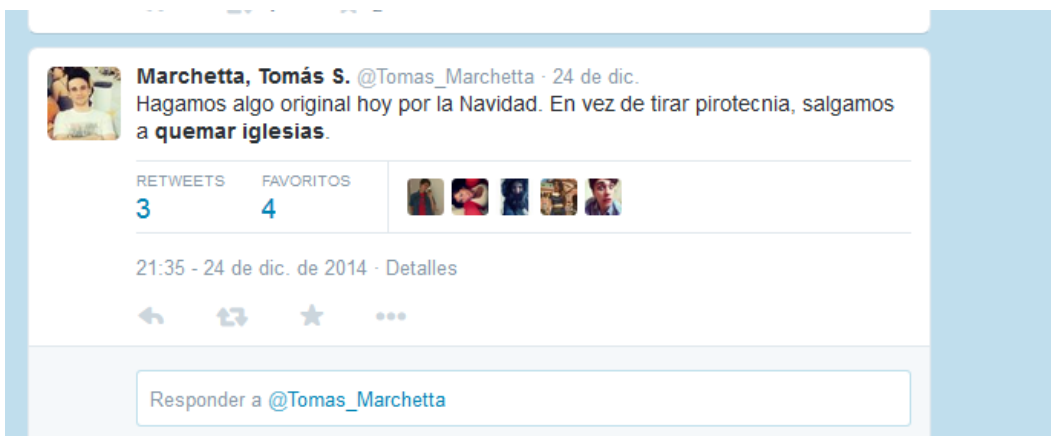 Marchetta, Tomás S. @Tomas_Marchetta · 24 de dic.
Hagamos algo original hoy por la Navidad. En vez de tirar pirotecnia, salgamos
a quemar iglesias.
RETWEETS FAVORITOS
3 4
21:35 - 24 de dic. de 2014 · Detalles
Responder a @Tomas_Marchetta